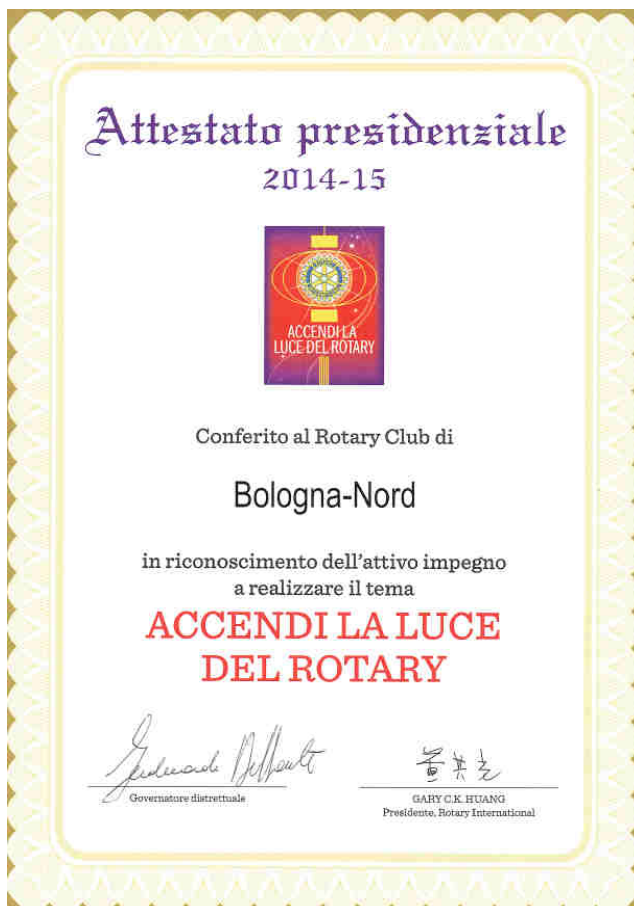 Attestato presidenziale
2014-15
ACCENDI LA
LUCE DEL ROTARY
Conferito al Rotary Club di
Bologna-Nord
in riconoscimento dell'attivo impegno
a realizzare il tema
ACCENDI LA LUCE
DEL ROTARY
Governatore distrettuale
GARY C.K. HUANG
Presidente, Rotary International